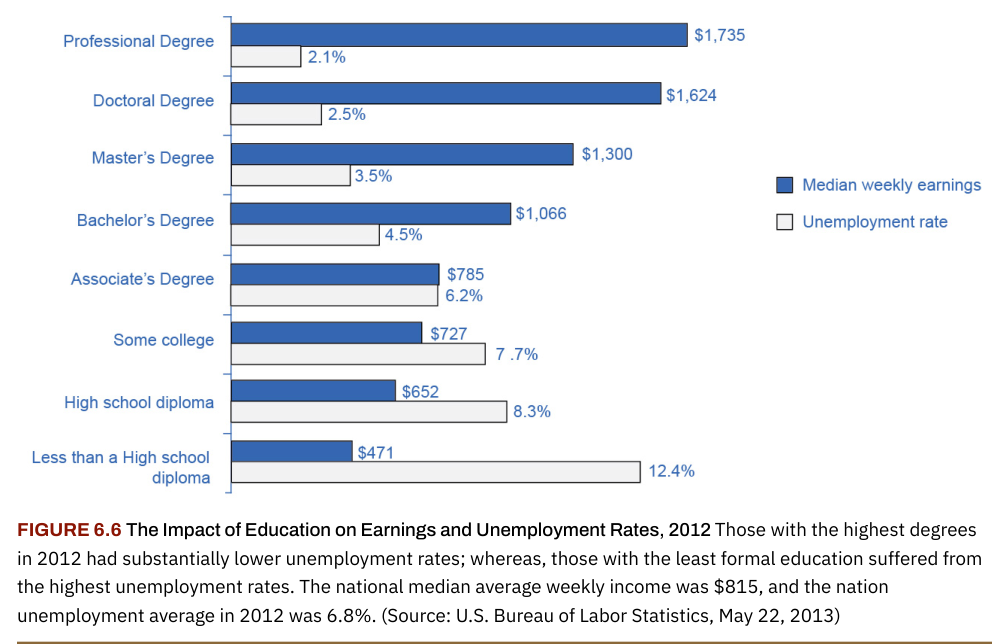 Professional Degree
$1,735
2.1%
Doctoral Degree
$1,624
2.5%
Master's Degree
$1,300
3.5%
Median weekly earnings
Unemployment rate
Bachelor's Degree
$1,066
4.5%
Associate's Degree
$785
6.2%
Some college
$727
7 .7%
High school diploma
$652
8.3%
Less than a High school
diploma
$471
12.4%
FIGURE 6.6 The Impact of Education on Earnings and Unemployment Rates, 2012 Those with the highest degrees
in 2012 had substantially lower unemployment rates; whereas, those with the least formal education suffered from
the highest unemployment rates. The national median average weekly income was $815, and the nation
unemployment average in 2012 was 6.8%. (Source: U.S. Bureau of Labor Statistics, May 22, 2013)